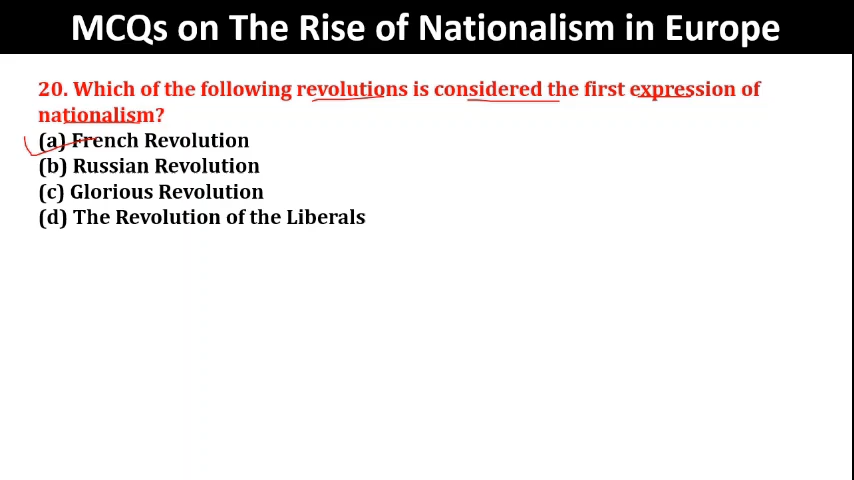 MCQs on The Rise of Nationalism in Europe
20. Which of the following revolutions is considered the first expression of
nationalism?
(a) French Revolution
(b) Russian Revolution
(c) Glorious Revolution
(d) The Revolution of the Liberals